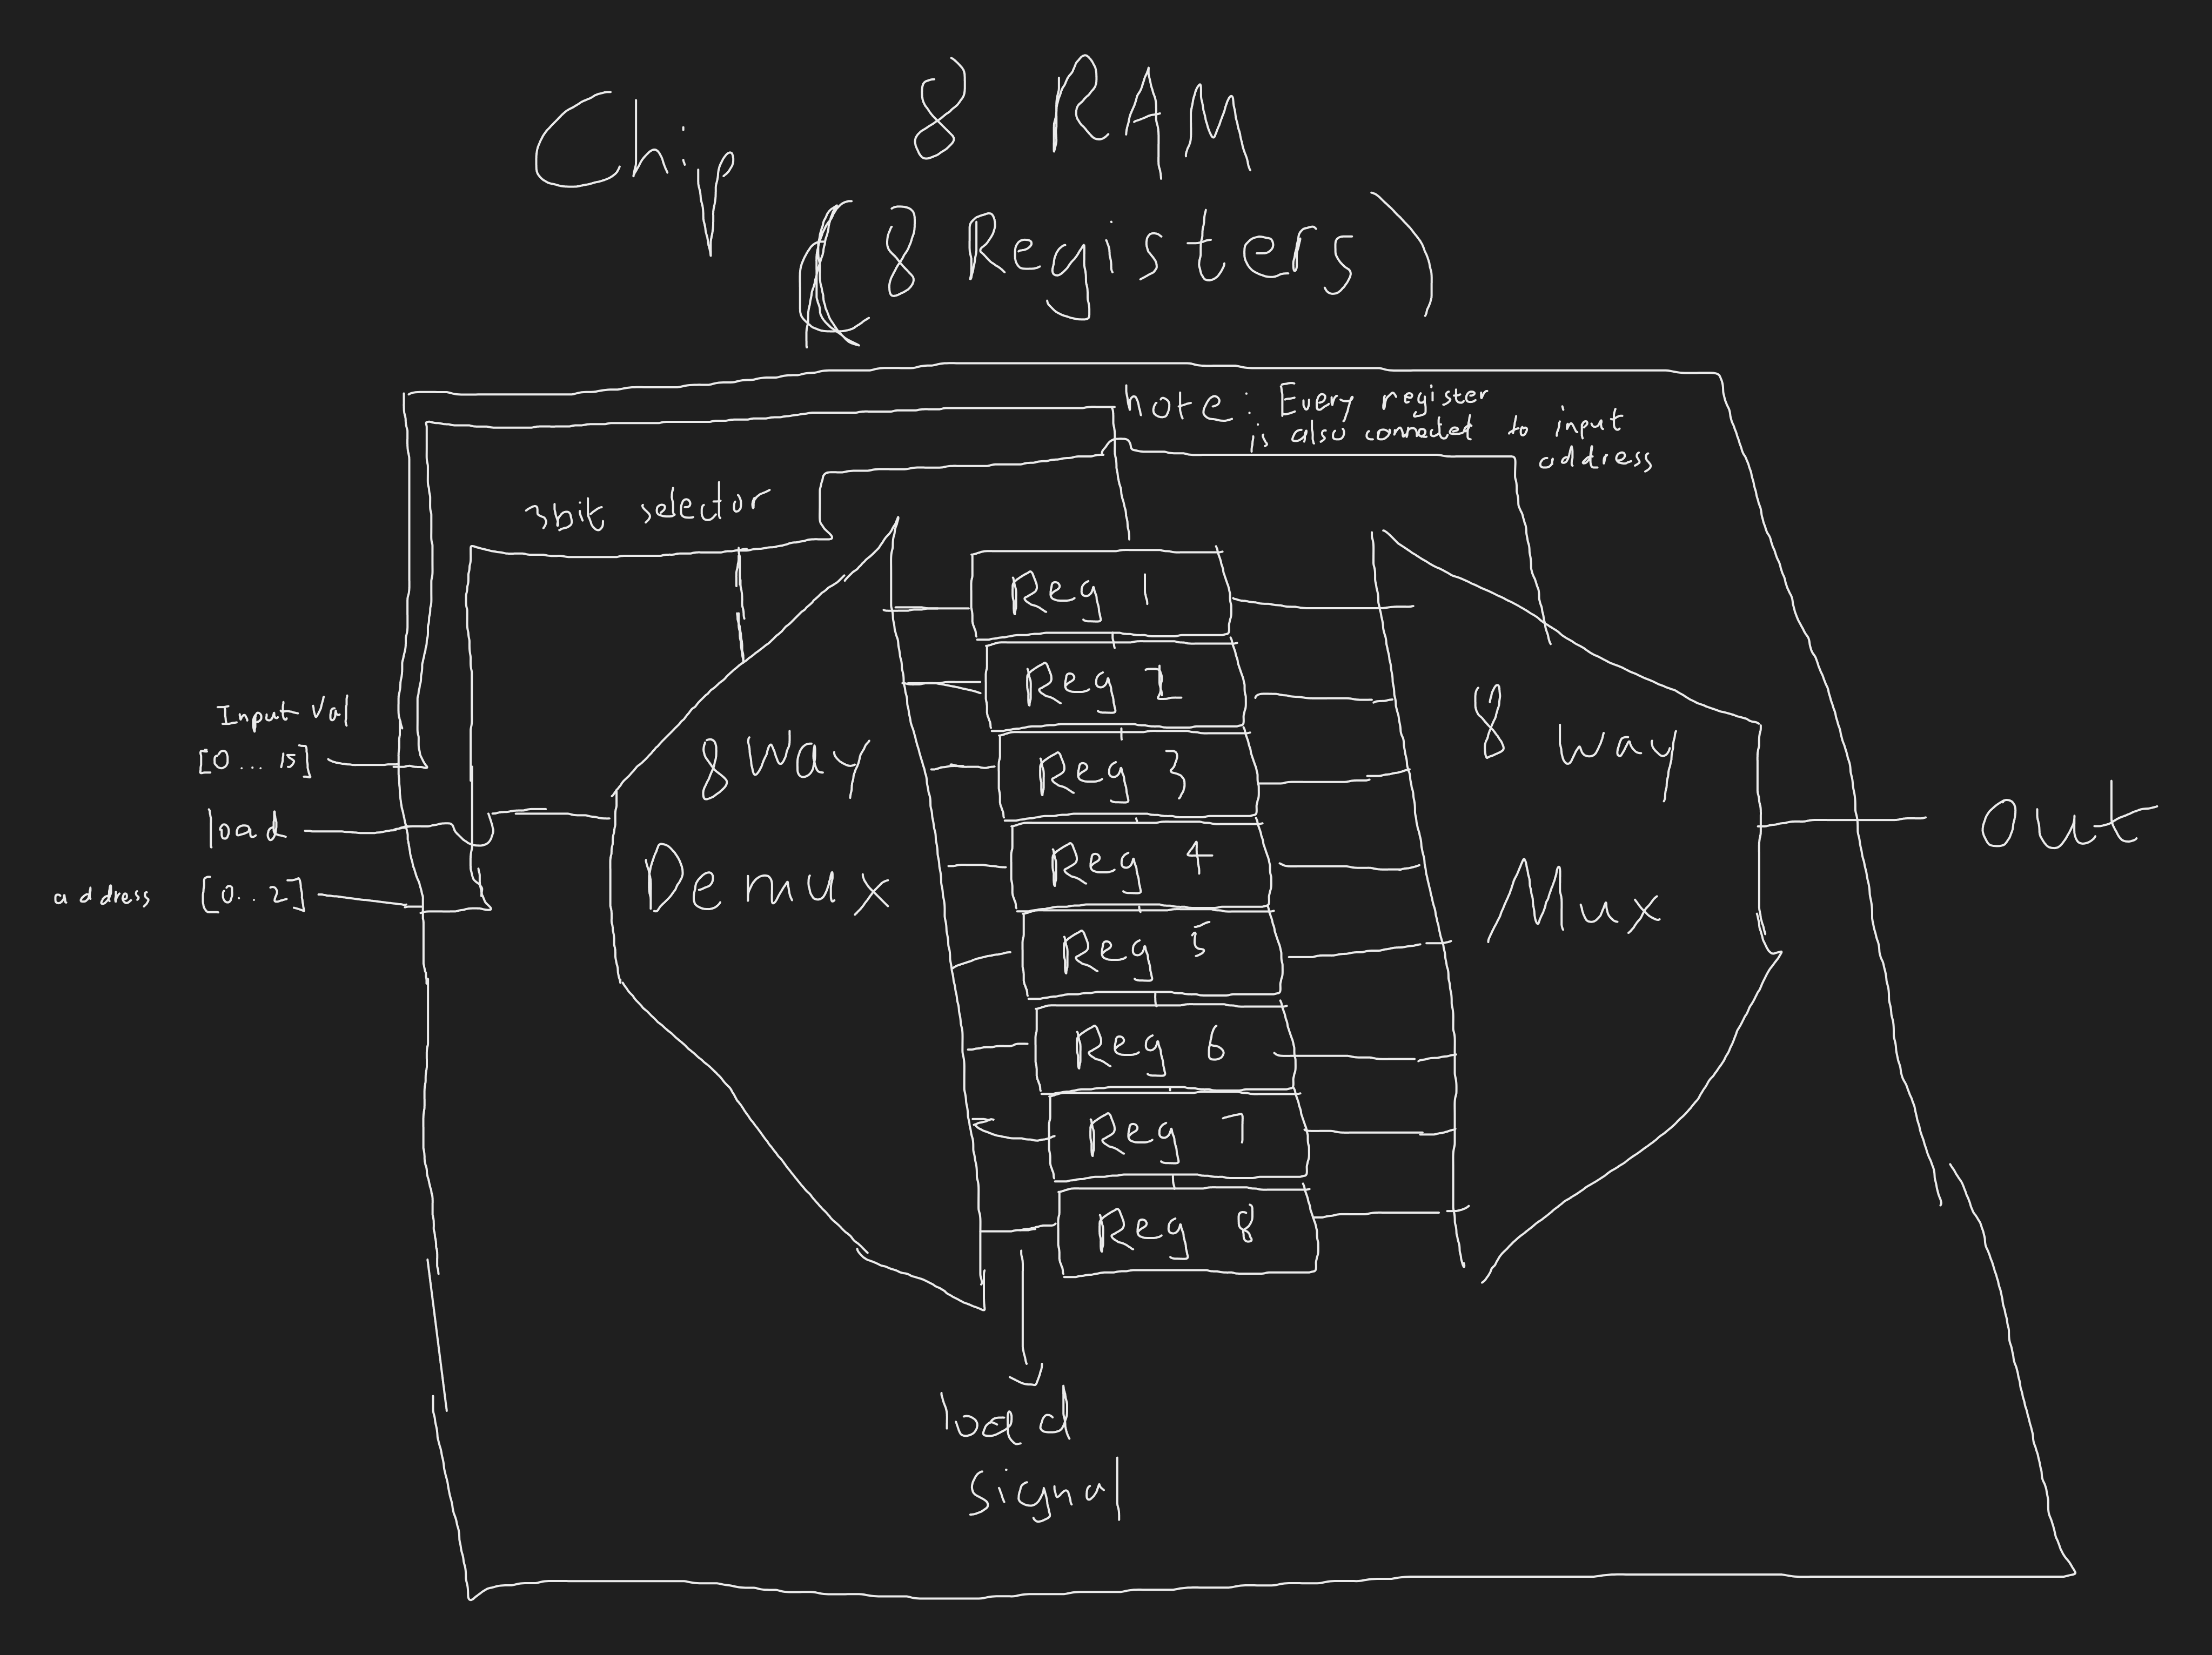 Chip 8 RAM
(8 Registers)
note: Every register
is also connected to input
address
3bit selector
Reg 1
Reg 2
Reg 3
Reg 4
Reg 5
Reg 6
Reg 7
Reg 8
Input Val
[0...15]
load
address [0..2]
8 Way
Demux
8 way
Mux
Out
load
signal